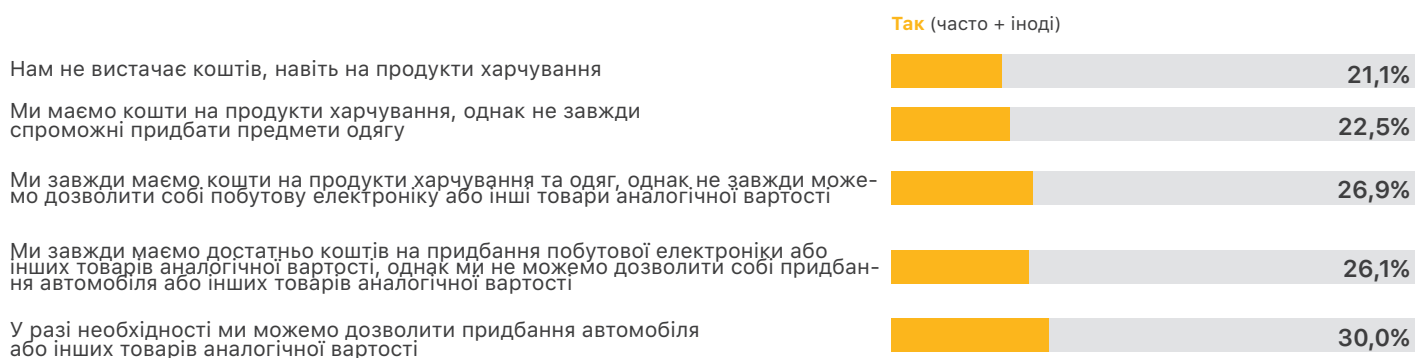 Так (часто + іноді)
Нам не вистачає коштів, навіть на продукти харчування
21,1%
Ми маємо кошти на продукти харчування, однак не завжди
спроможні придбати предмети одягу
22,5%
Ми завжди маємо кошти на продукти харчування та одяг, однак не завжди може-
мо дозволити собі побутову електроніку або інші товари аналогічної вартості
26,9%
Ми завжди маємо достатньо коштів на придбання побутової електроніки або
інших товарів аналогічної вартості, однак ми не можемо дозволити собі придбан-
ня автомобіля або інших товарів аналогічної вартості
26,1%
У разі необхідності ми можемо дозволити придбання автомобіля
або інших товарів аналогічної вартості
30,0%